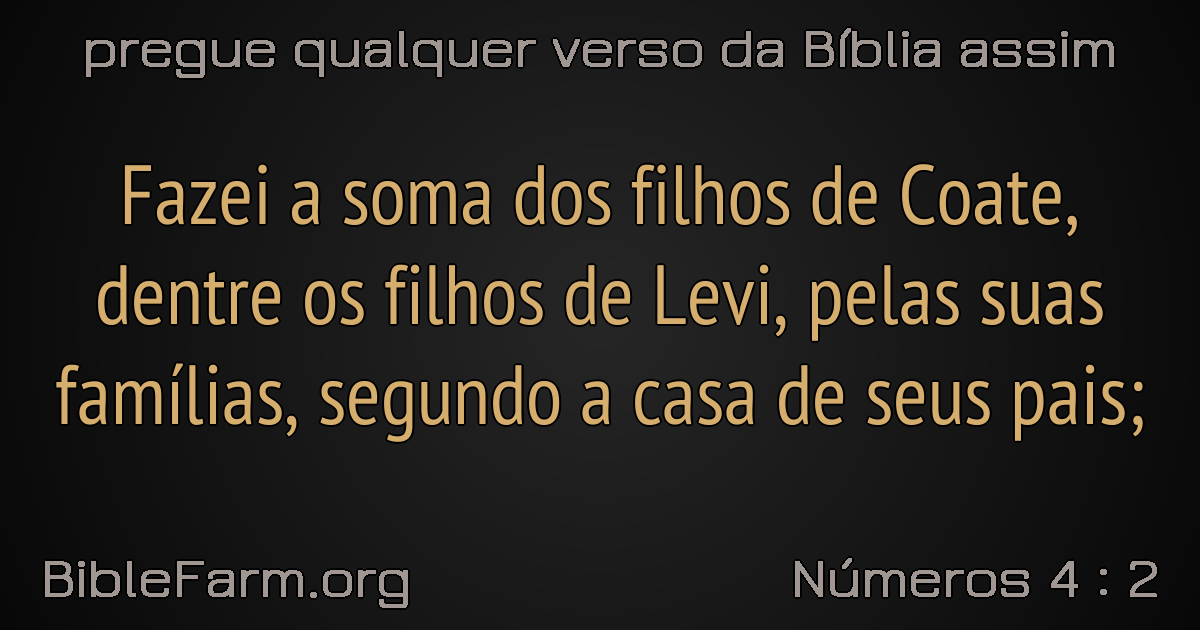 pregue qualquer verso da Bíblia assim
Fazei a soma dos filhos de Coate,
dentre os filhos de Levi, pelas suas
famílias, segundo a casa de seus pais;
BibleFarm.org
Números 4 : 2